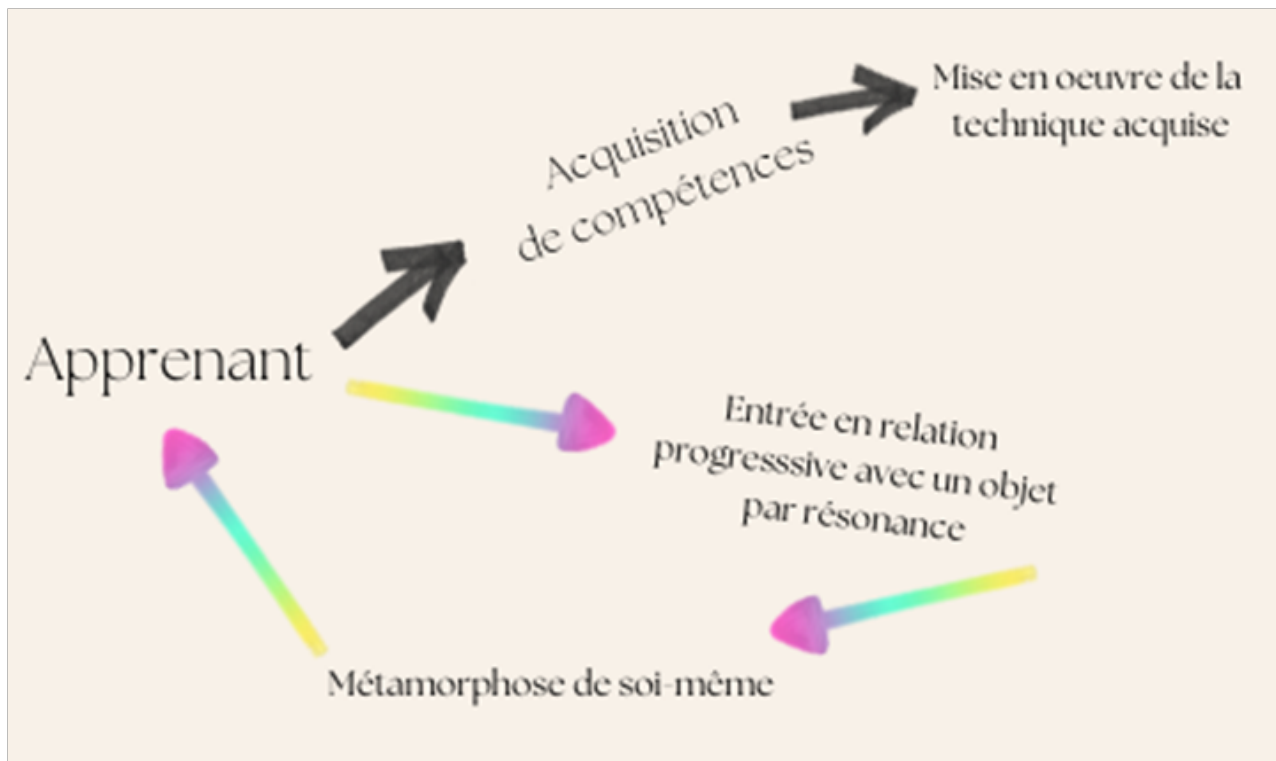 Mise en oeuvre de la
technique acquise
Acquisition
de compétences
Apprenant
Entrée en relation
progresssive avec un objet
par résonance
Métamorphose de soi-même